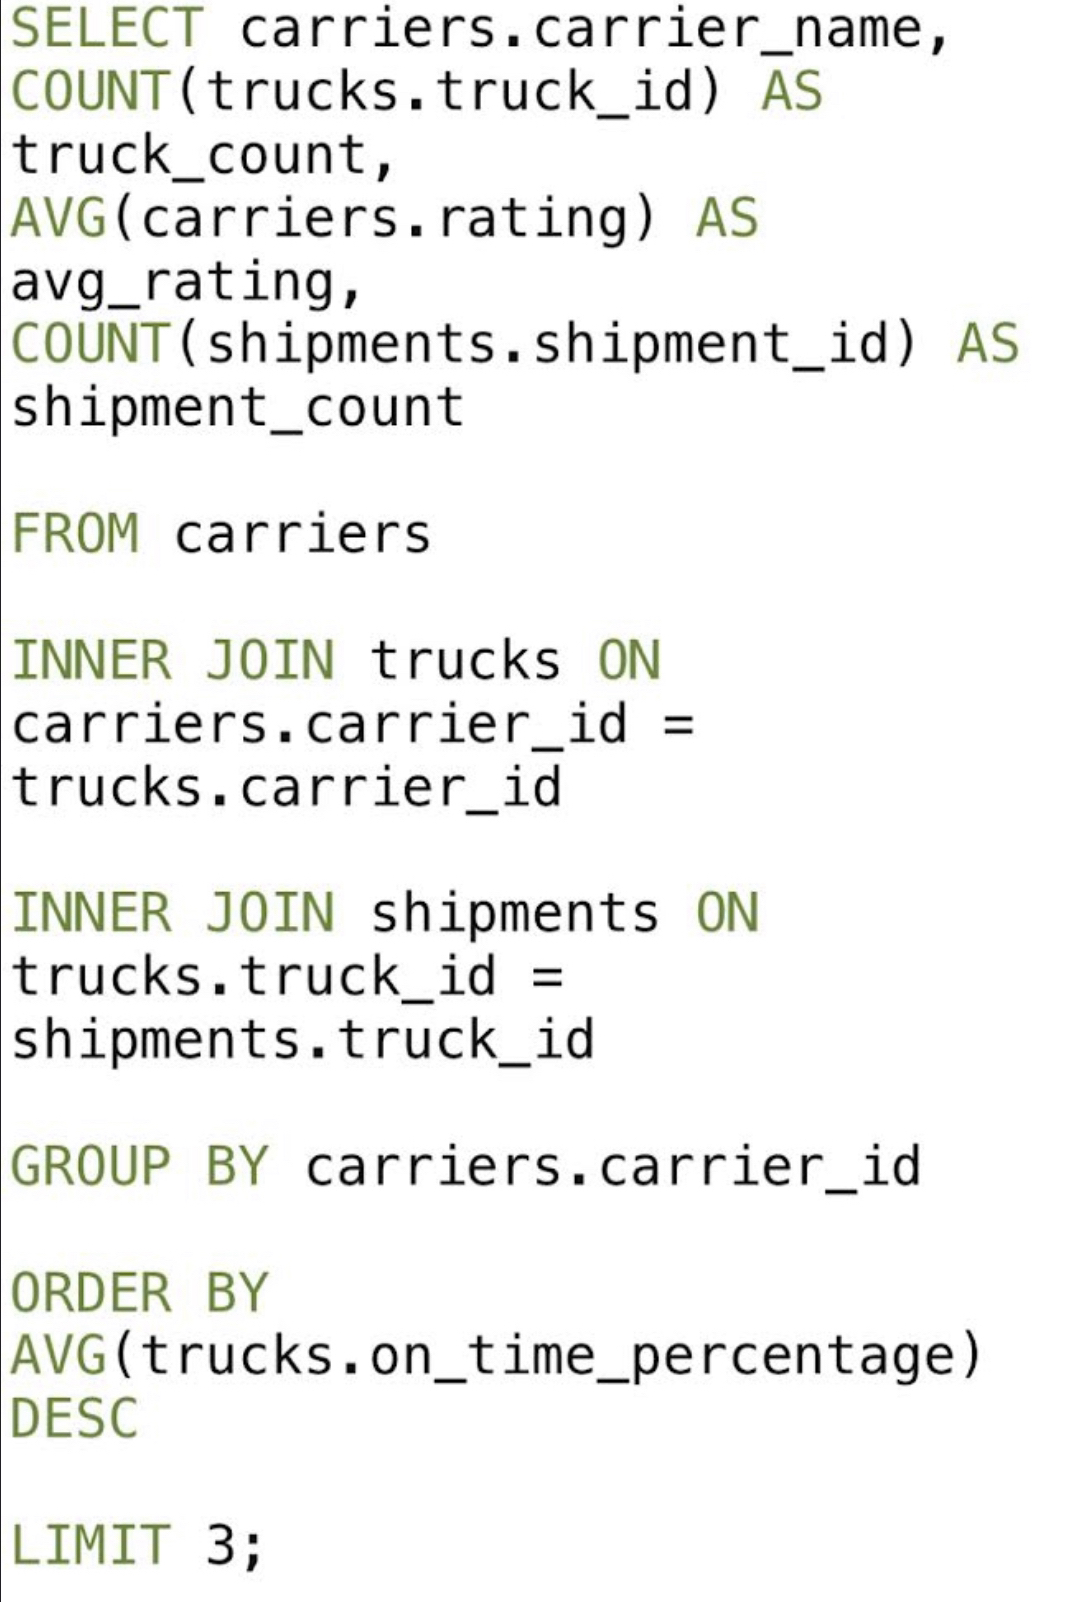 SELECT carriers.carrier_name,
COUNT(trucks.truck_id) AS
truck_count,
AVG(carriers.rating) AS
avg_rating,
COUNT(shipments.shipment_id) AS
shipment_count
FROM carriers
INNER JOIN trucks ON
carriers.carrier_id =
trucks.carrier_id
INNER JOIN shipments ON
trucks.truck_id =
shipments.truck_id
GROUP BY carriers.carrier_id
ORDER BY
AVG(trucks.on_time_percentage)
DESC
LIMIT 3;